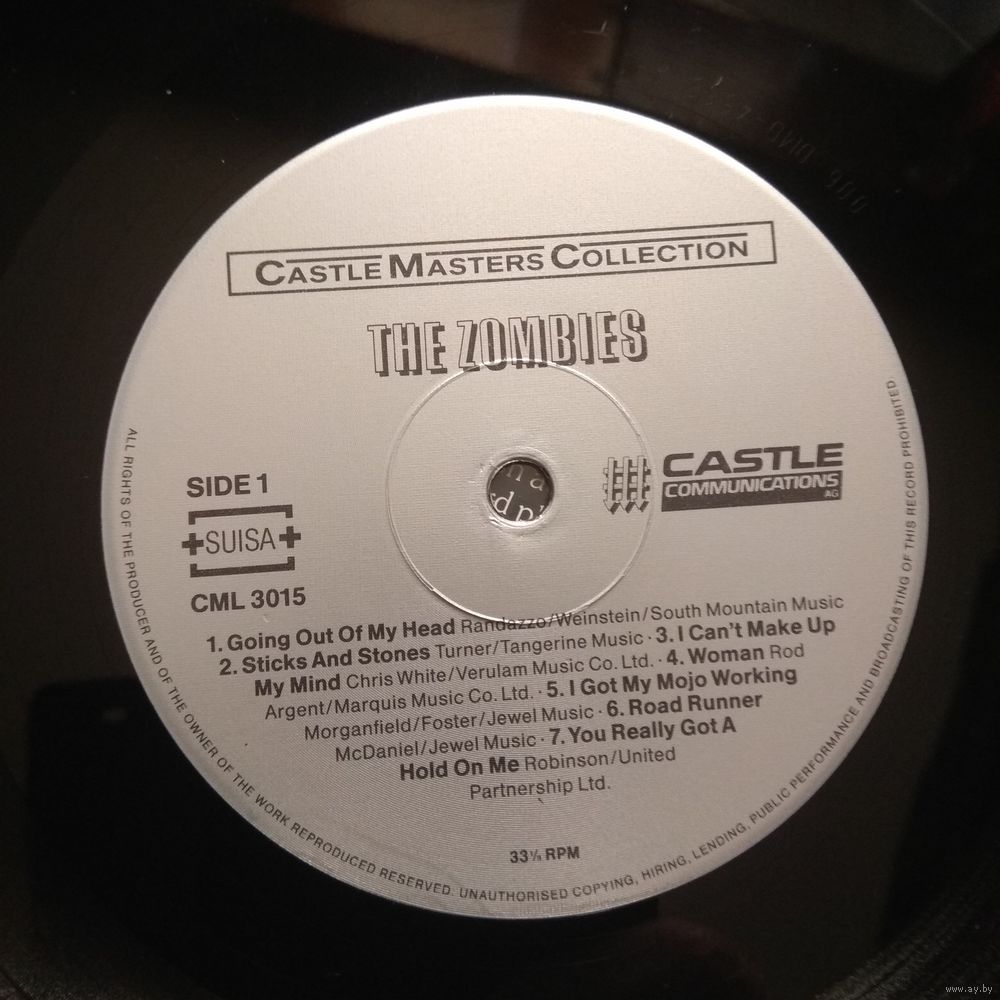 CASTLE MASTERS COLLECTION
THE ZOMBIES
SIDE 1
SUISA
CML 3015
CASTLE
COMMUNICATIONS
AG
1. Going Out Of My Head Randazzo/Weinstein/South Mountain Music
2. Sticks And Stones Turner/Tangerine Music · 3. I Can't Make Up
My Mind Chris White/Verulam Music Co. Ltd. · 4. Woman Rod
Argent/Marquis Music Co. Ltd. · 5. I Got My Mojo Working
Morganfield/Foster/Jewel Music · 6. Road Runner
McDaniel/Jewel Music · 7. You Really Got A
Hold On Me Robinson/United
Partnership Ltd.
33⅓ RPM
ALL RIGHTS OF THE PRODUCER AND OF THE OWNER OF THE WORK REPRODUCED RESERVED. UNAUTHORISED COPYING, HIRING, LENDING, PUBLIC PERFORMANCE AND BROADCASTING OF THIS RECORD PROHIBITED
www.ay.by